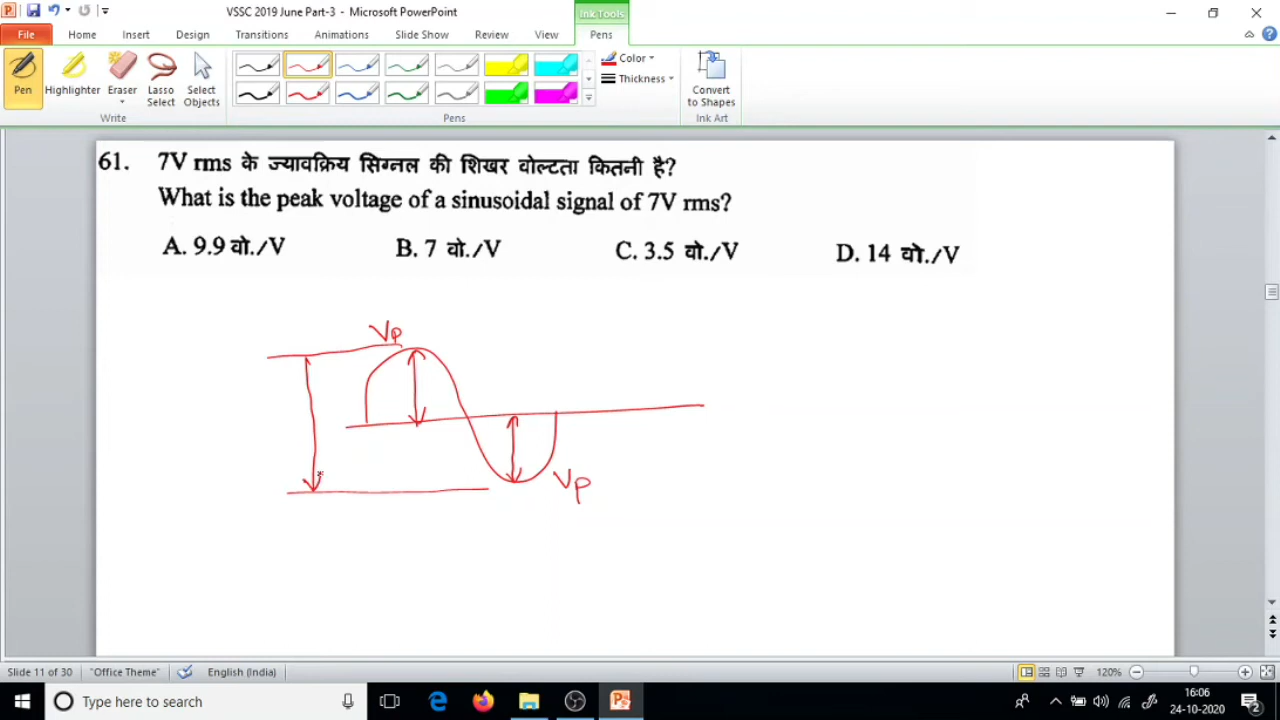 VSSC 2019 June Part-3 - Microsoft PowerPoint
Ink Tools
File Home Insert Design Transitions Animations Slide Show Review View Pens
Pen Highlighter Eraser Lasso Select Select Objects
Color
Thickness
Convert to Shapes
Write Pens Ink Art
61. 7V rms के ज्यावक्रिय सिग्नल की शिखर वोल्टता कितनी है?
What is the peak voltage of a sinusoidal signal of 7V rms?
A. 9.9 वो./V B. 7 वो./V C. 3.5 वो./V D. 14 वो./V
Vp
Vp
Slide 11 of 30 "Office Theme" English (India) 120%
Type here to search
16:06
24-10-2020
2